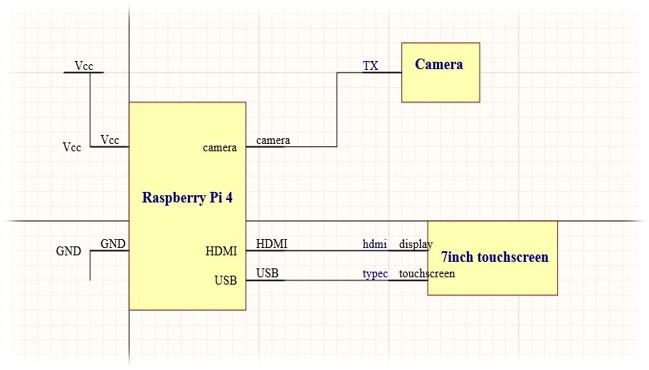 Vcc
TX
Camera
Vcc
Vcc
camera
camera
Raspberry Pi 4
GND
GND
HDMI
HDMI
hdmi
display
7inch touchscreen
USB
USB
typec
touchscreen